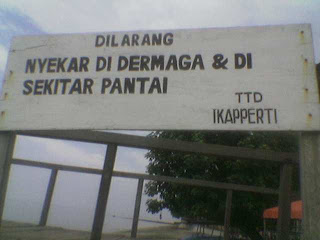 DILARANG
NYEKAR DI DERMAGA & DI
SEKITAR PANTAI
TTD
IKAPPERTI